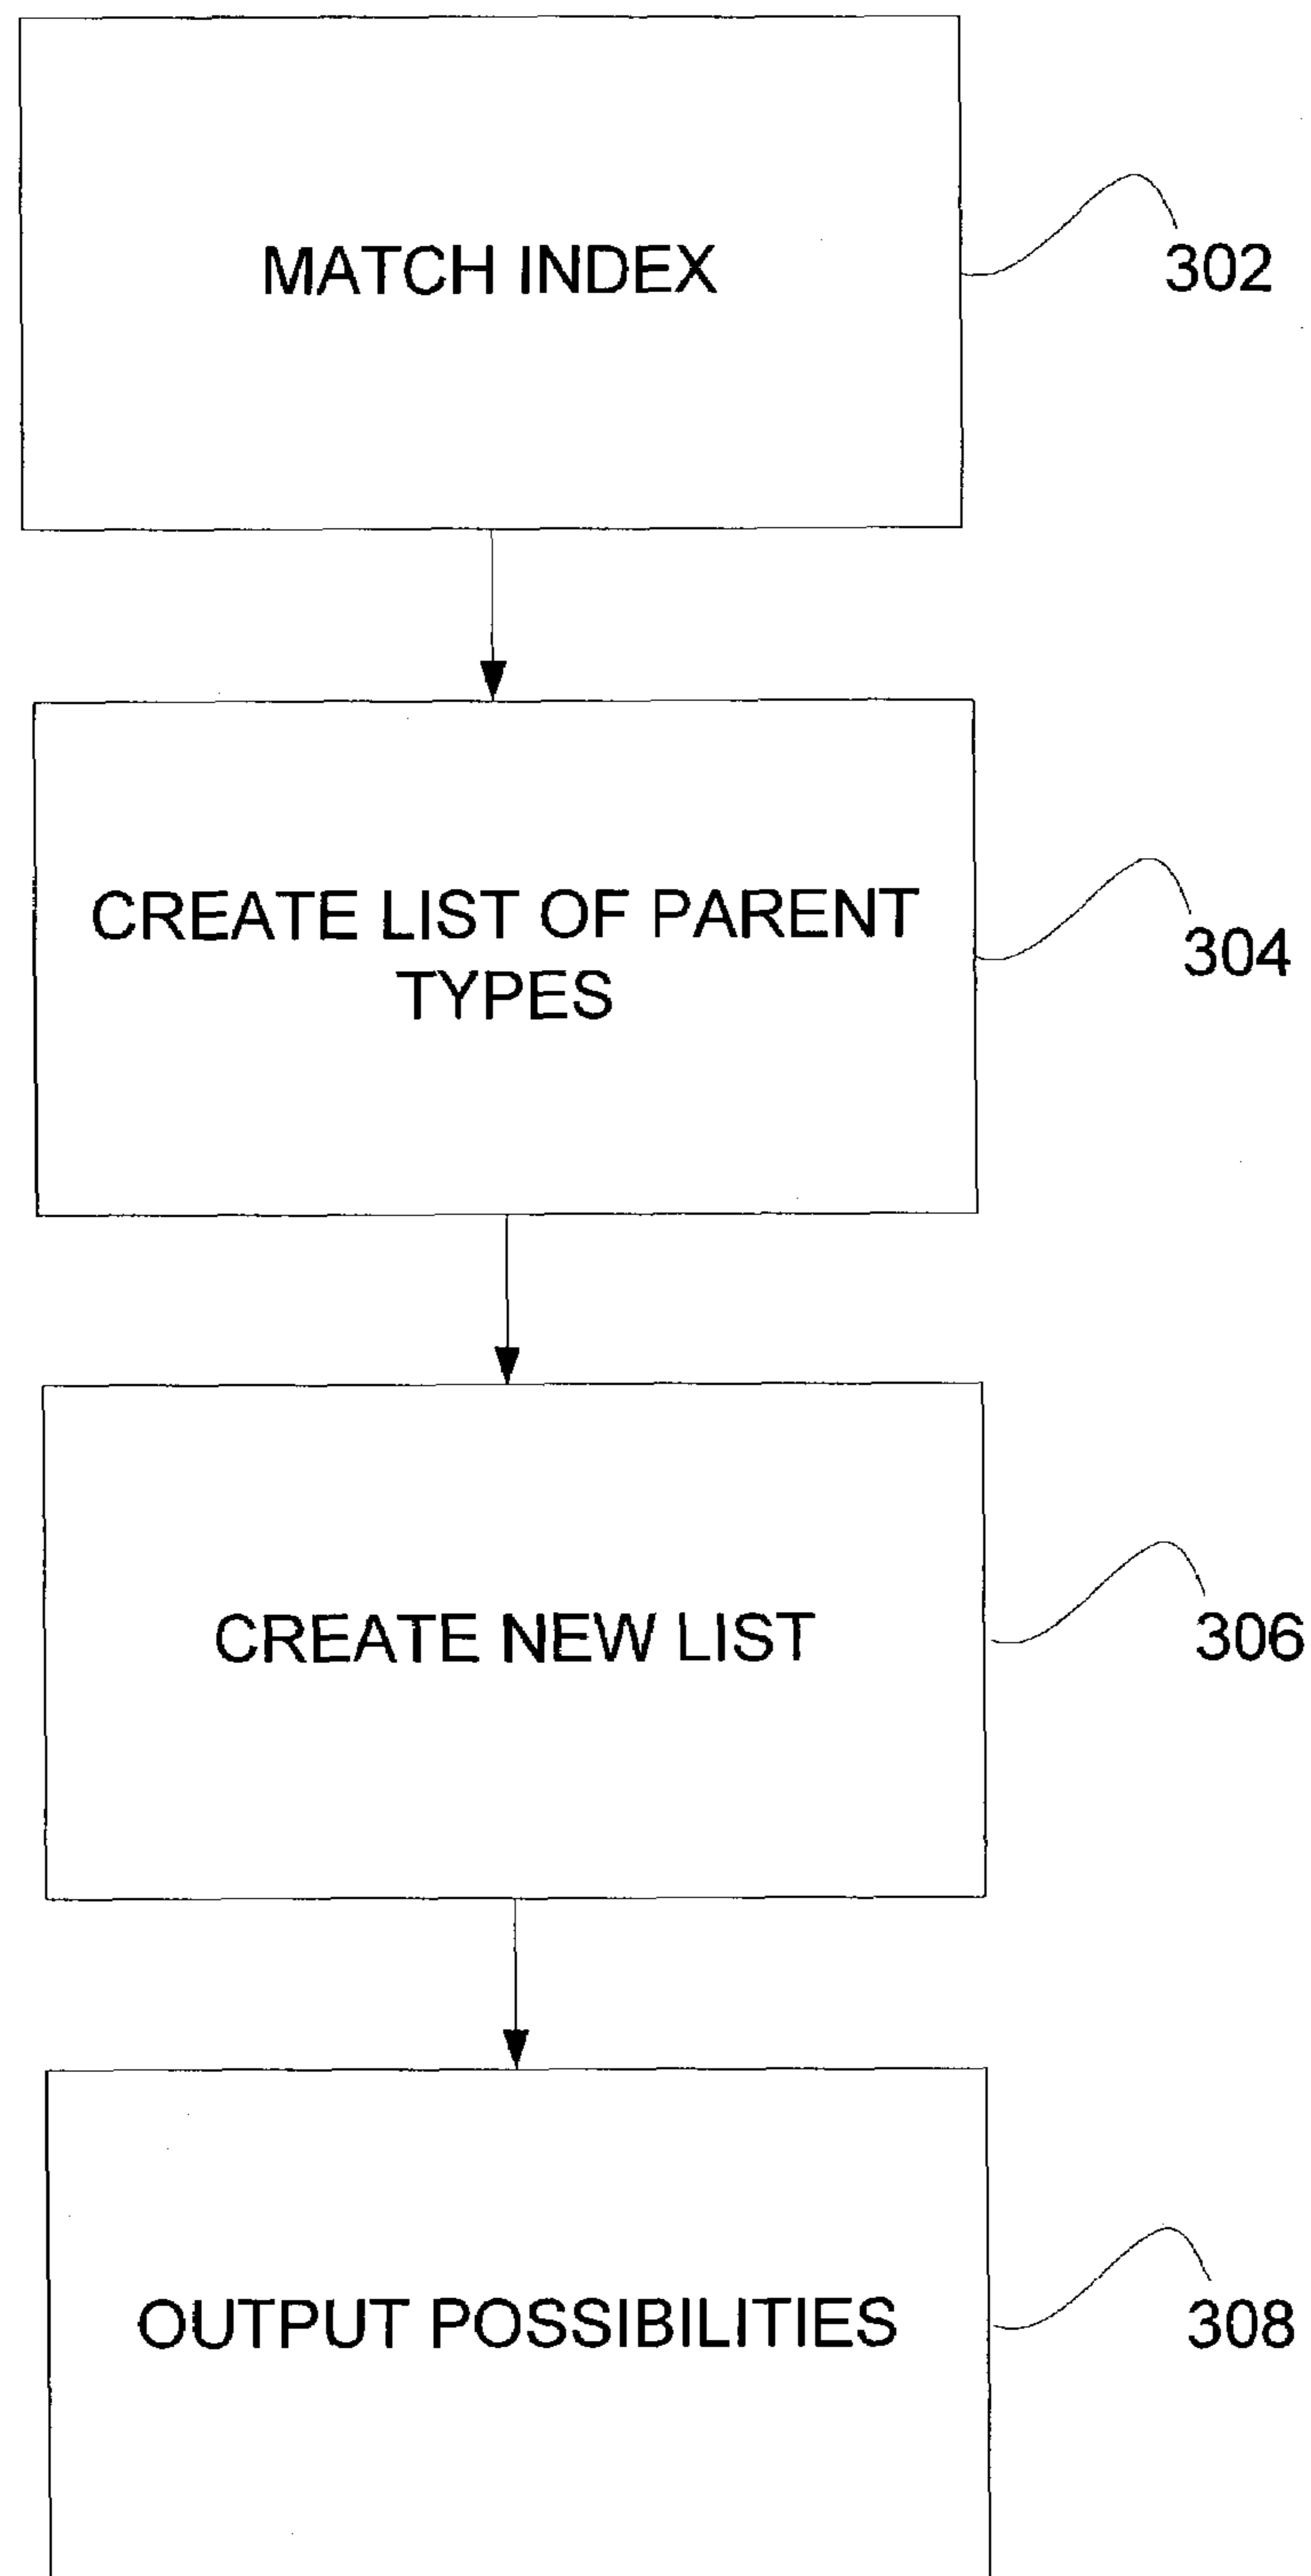 MATCH INDEX
302
CREATE LIST OF PARENT
TYPES
304
CREATE NEW LIST
306
OUTPUT POSSIBILITIES
308